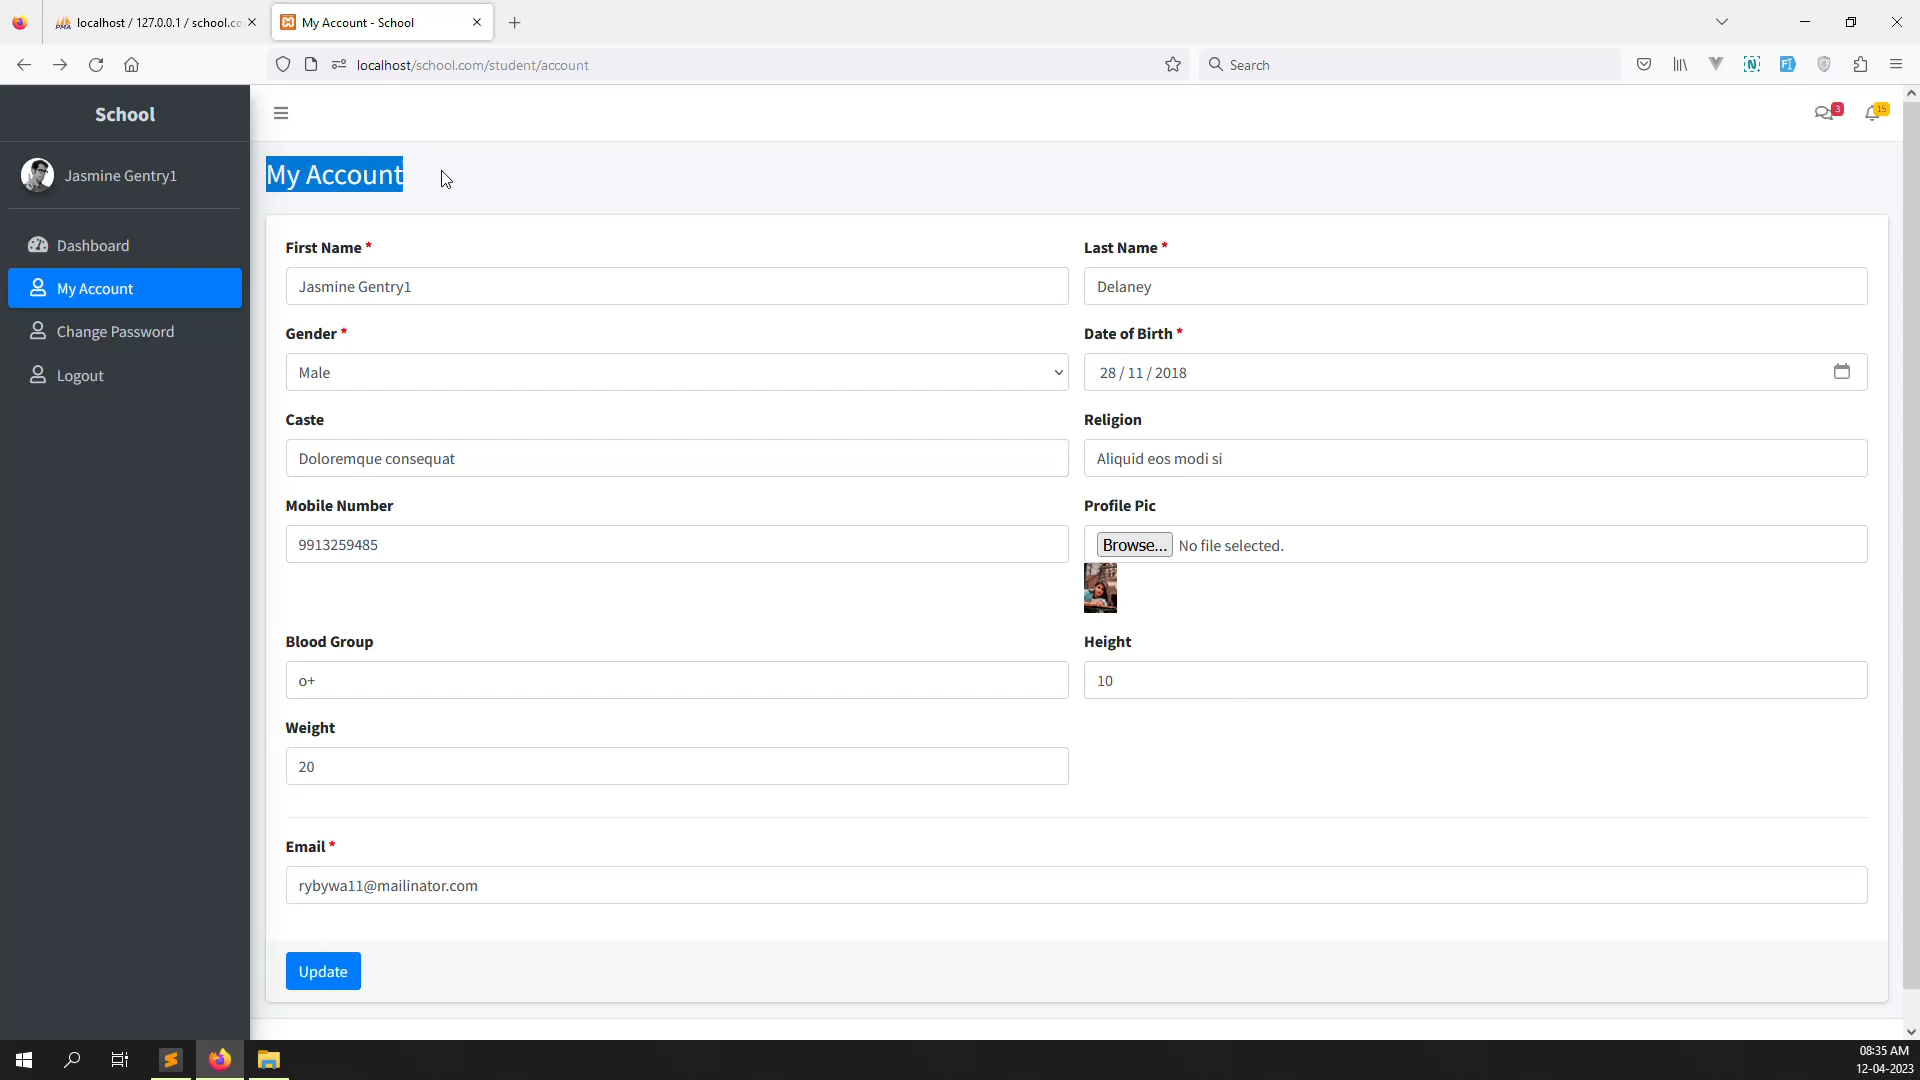 localhost / 127.0.0.1 / school.co
My Account - School
localhost/school.com/student/account
Search
School
3
15
Jasmine Gentry1
My Account
Dashboard
My Account
Change Password
Logout
First Name *
Last Name *
Jasmine Gentry1
Delaney
Gender *
Date of Birth *
Male
28 / 11 / 2018
Caste
Religion
Doloremque consequat
Aliquid eos modi si
Mobile Number
Profile Pic
9913259485
Browse... No file selected.
Blood Group
Height
o+
10
Weight
20
Email *
rybywa11@mailinator.com
Update
08:35 AM
12-04-2023